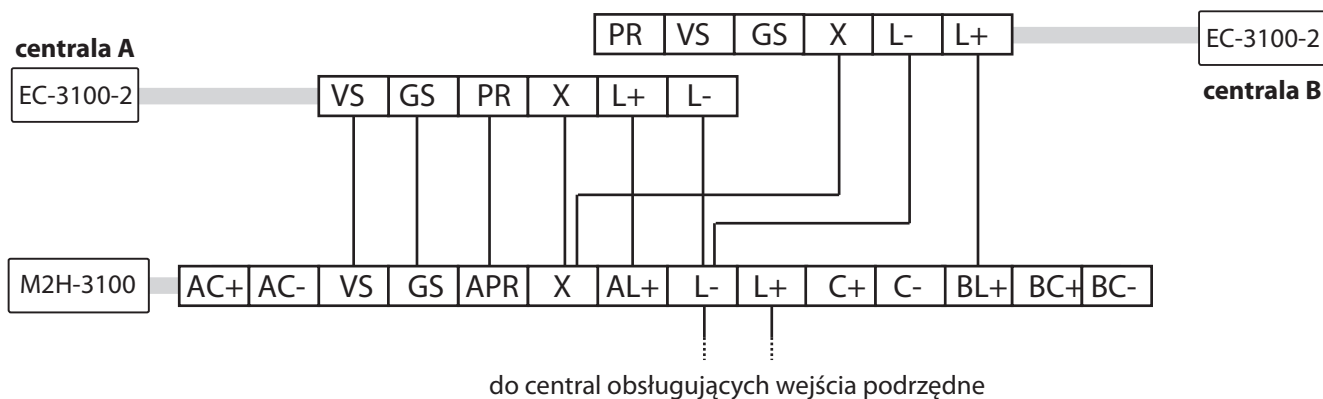 PR VS GS X L- L+
EC-3100-2
centrala A
EC-3100-2
VS GS PR X L+ L-
centrala B
M2H-3100
AC+ AC- VS GS APR X AL+ L- L+ C+ C- BL+ BC+ BC-
do central obsługujących wejścia podrzędne